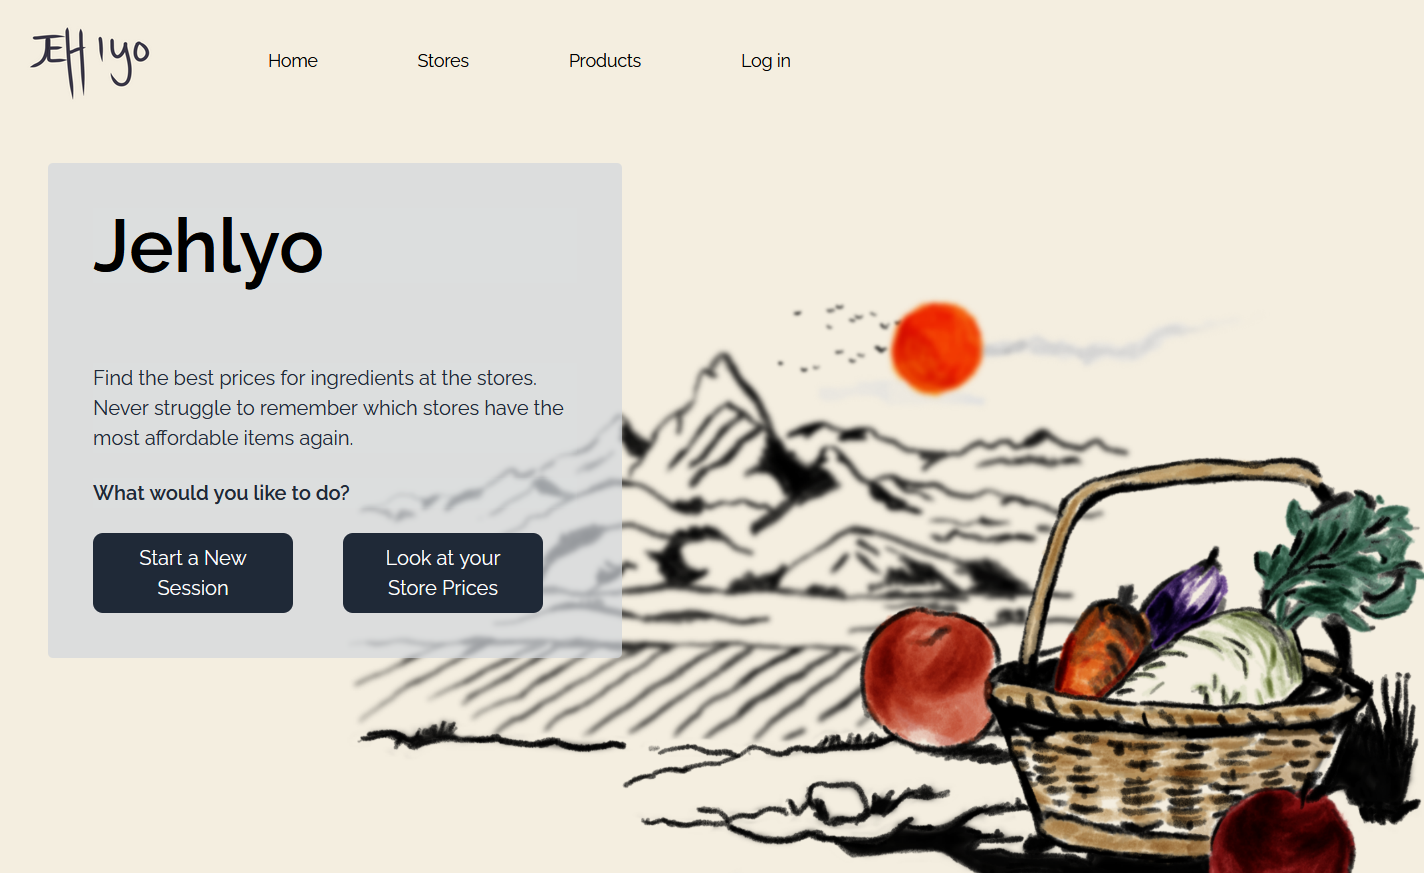 JEHlyo
Home
Stores
Products
Log in
Jehlyo
Find the best prices for ingredients at the stores.
Never struggle to remember which stores have the
most affordable items again.
What would you like to do?
Start a New
Session
Look at your
Store Prices